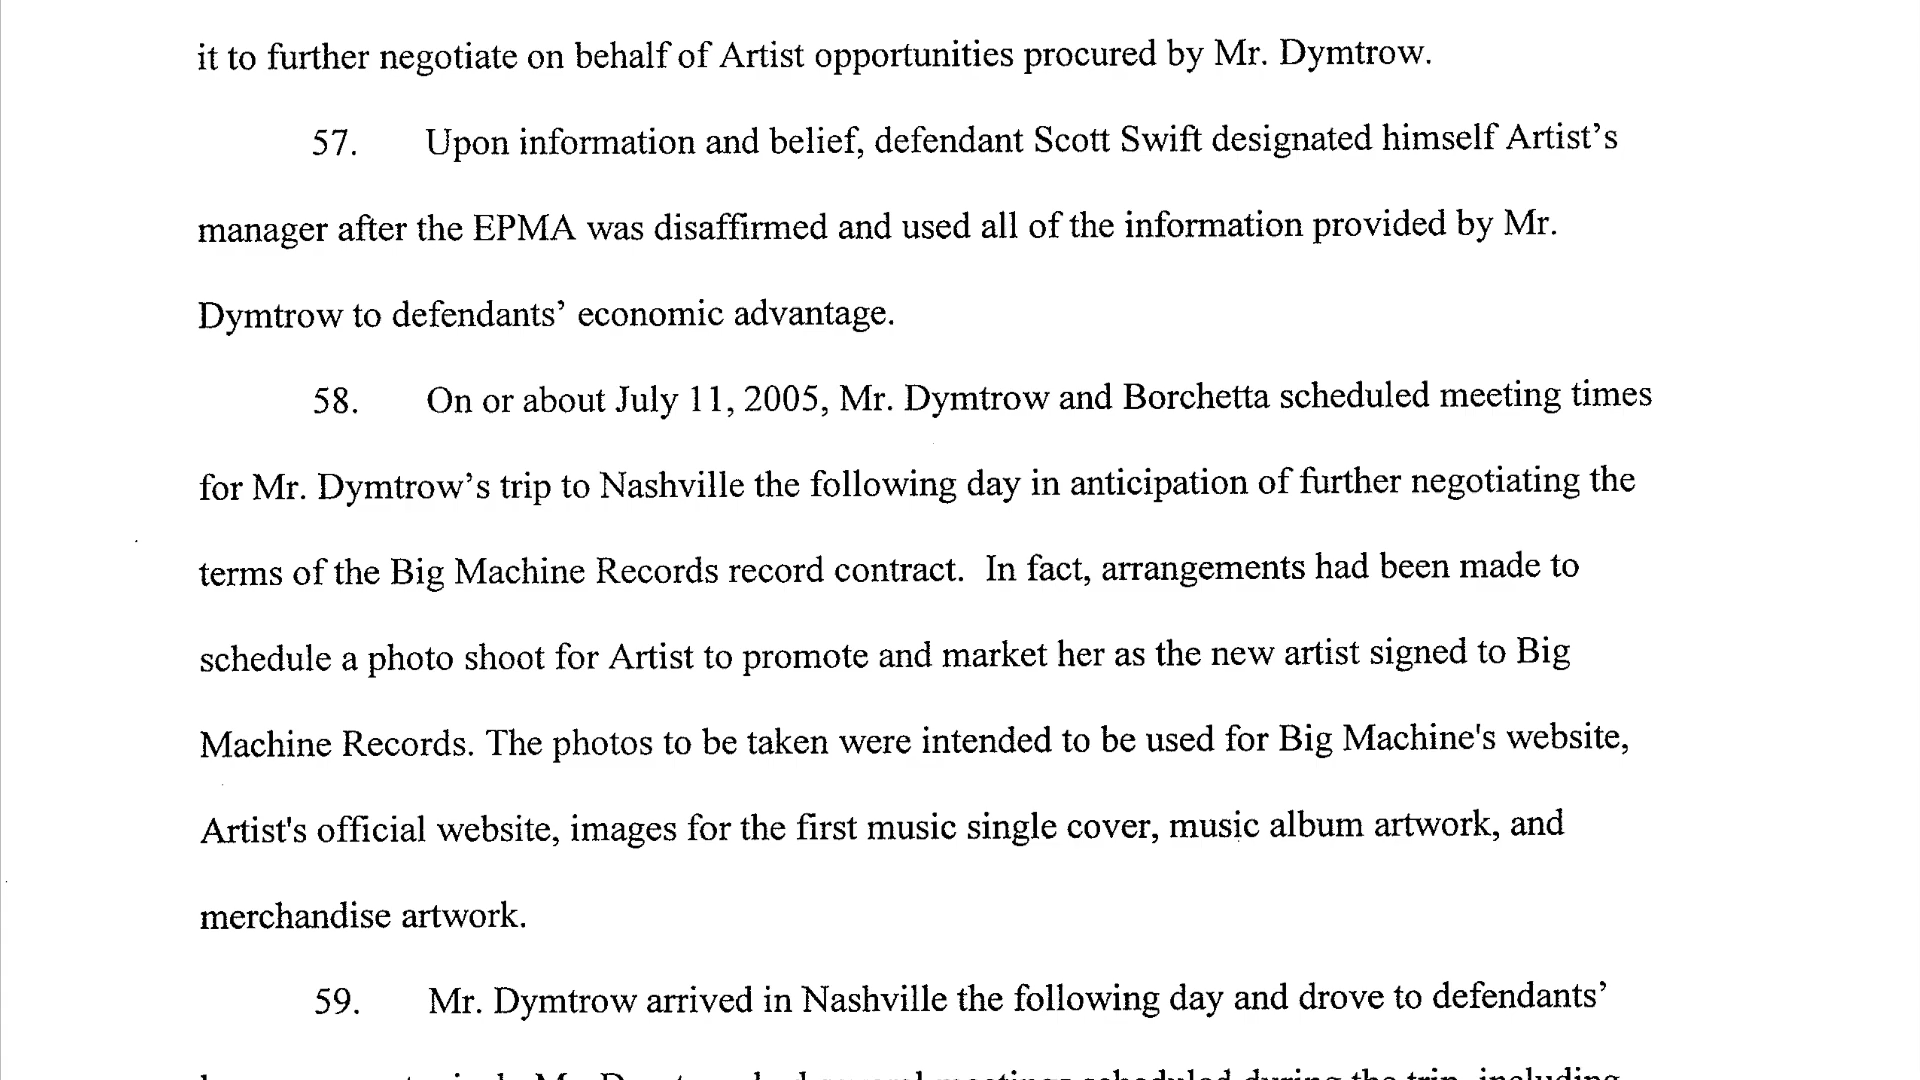 it to further negotiate on behalf of Artist opportunities procured by Mr. Dymtrow.
57. Upon information and belief, defendant Scott Swift designated himself Artist’s
manager after the EPMA was disaffirmed and used all of the information provided by Mr.
Dymtrow to defendants’ economic advantage.
58. On or about July 11, 2005, Mr. Dymtrow and Borchetta scheduled meeting times
for Mr. Dymtrow’s trip to Nashville the following day in anticipation of further negotiating the
terms of the Big Machine Records record contract. In fact, arrangements had been made to
schedule a photo shoot for Artist to promote and market her as the new artist signed to Big
Machine Records. The photos to be taken were intended to be used for Big Machine's website,
Artist's official website, images for the first music single cover, music album artwork, and
merchandise artwork.
59. Mr. Dymtrow arrived in Nashville the following day and drove to defendants’
meetings scheduled during the trip, including